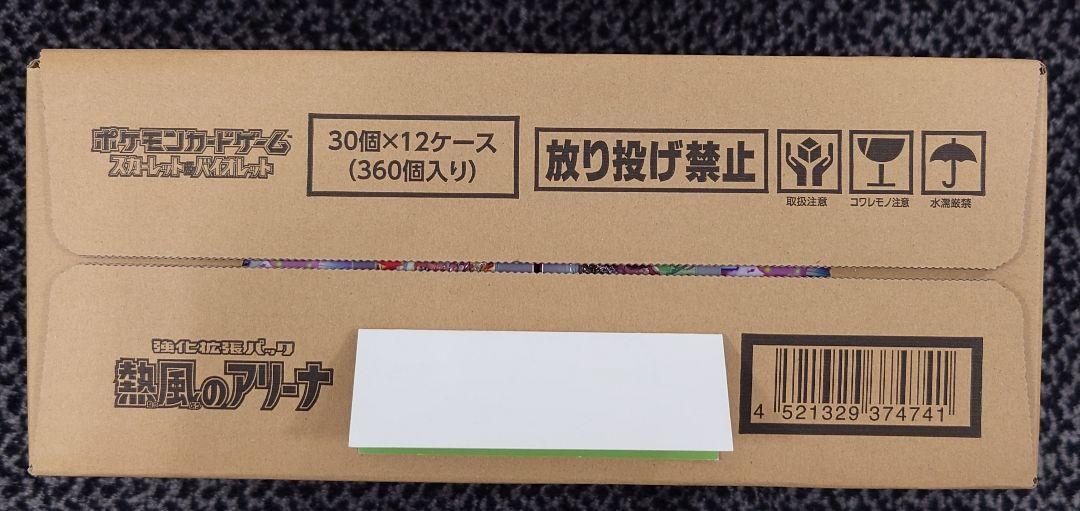 ポケモンカードゲーム
スカーレット&バイオレット
30個×12ケース
(360個入り)
放り投げ禁止
取扱注意
コワレモノ注意
水濡厳禁
強化拡張パック
熱風のアリーナ
4 521329 374741